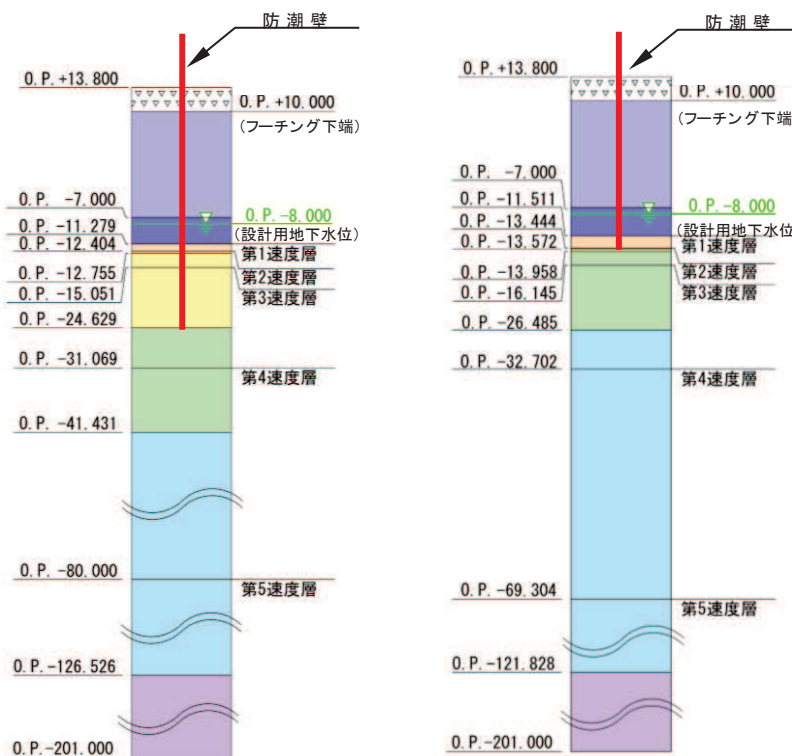 防潮壁
O.P.+13.800
O.P.+10.000
(フーチング下端)
O.P. -7.000
O.P.-8.000
(設計用地下水位)
O.P. -11.279
O.P.-12.404
第1速度層
O.P. -12.755
第2速度層
O.P. -15.051
第3速度層
O.P. -24.629
O.P. -31.069
第4速度層
O.P. -41.431
O.P. -80.000
第5速度層
O.P.-126.526
O.P.-201.000
防潮壁
O.P.+13.800
O.P.+10.000
(フーチング下端
O.P. -7.000
O.P. -11.511
O.P.-8.000
(設計用地下水位
O.P. -13.444
O.P. -13.572
第1速度層
O.P. -13.958
第2速度層
O.P. -16.145
第3速度層
O.P. -26.485
O.P. -32.702
第4速度層
O.P. -69.304
第5速度層
O.P.-121.828
O.P.-201.000